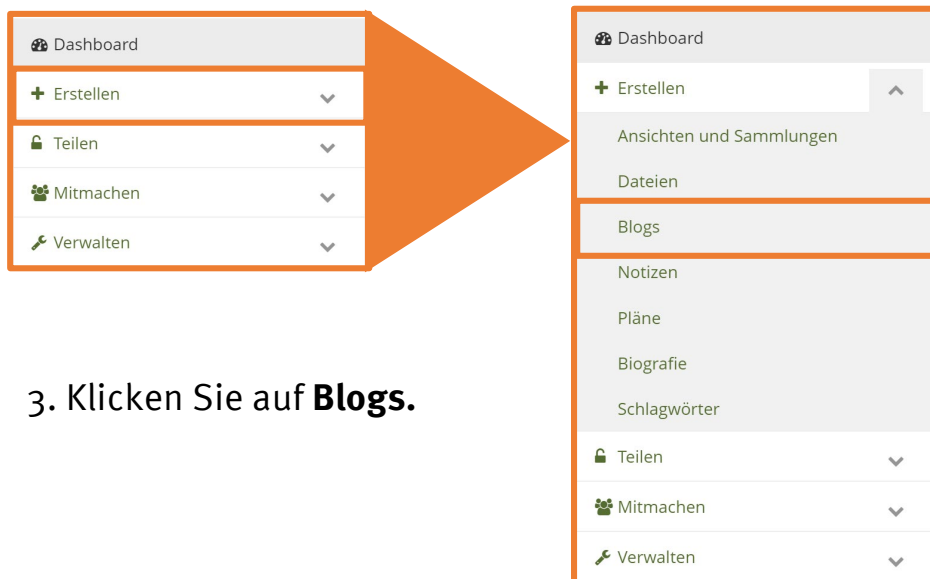 Dashboard
Erstellen
Teilen
Mitmachen
Verwalten
3. Klicken Sie auf Blogs.
Dashboard
Erstellen
Ansichten und Sammlungen
Dateien
Blogs
Notizen
Pläne
Biografie
Schlagwörter
Teilen
Mitmachen
Verwalten